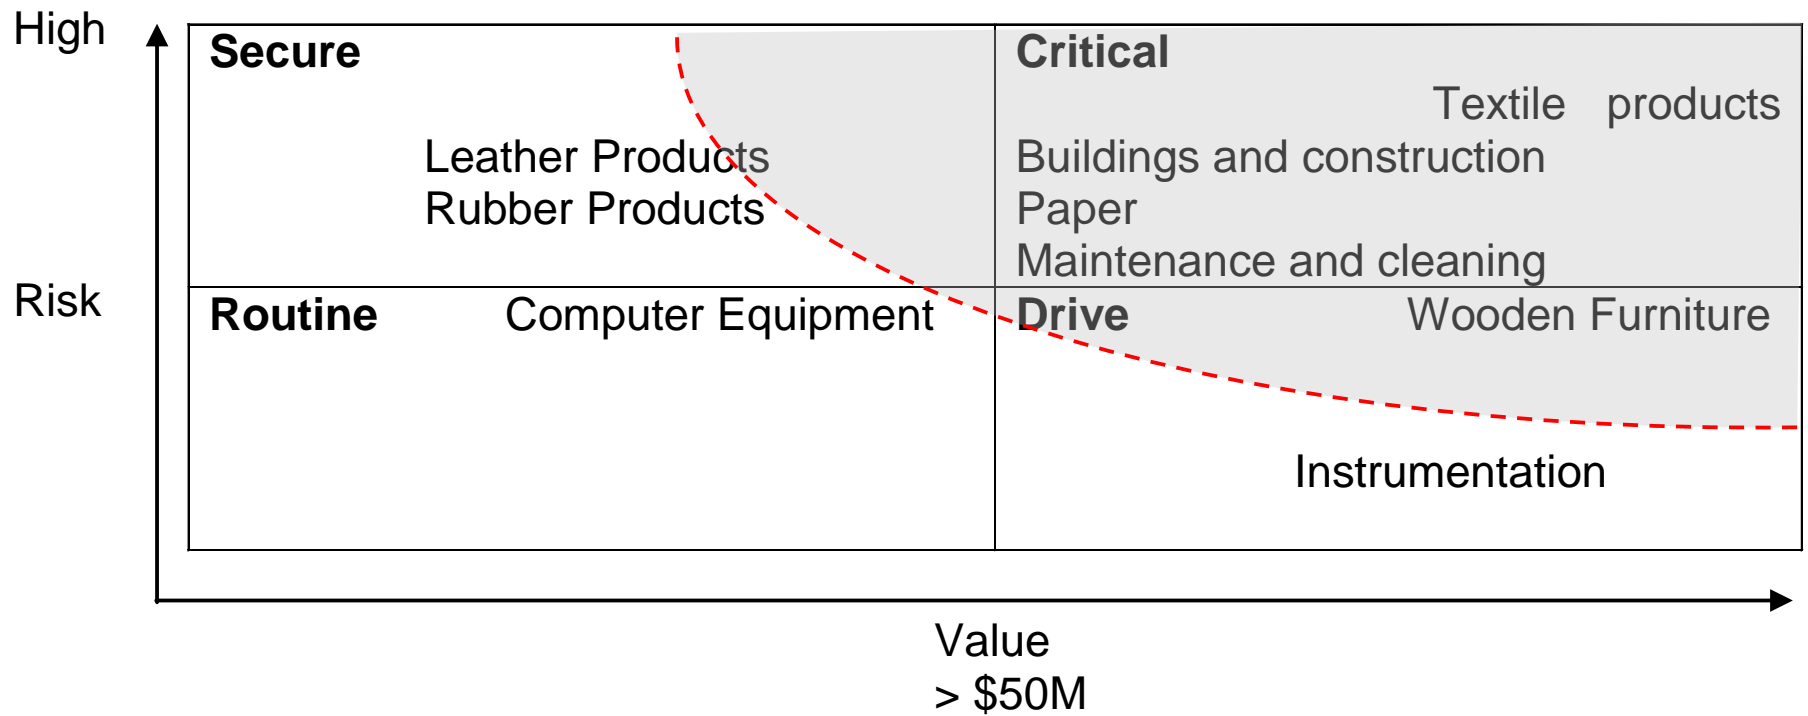 High
Secure
Critical
Textile products
Leather Products
Buildings and construction
Rubber Products
Paper
Maintenance and cleaning
Risk
Routine
Computer Equipment
Drive
Wooden Furniture
Instrumentation
Value
> $50M